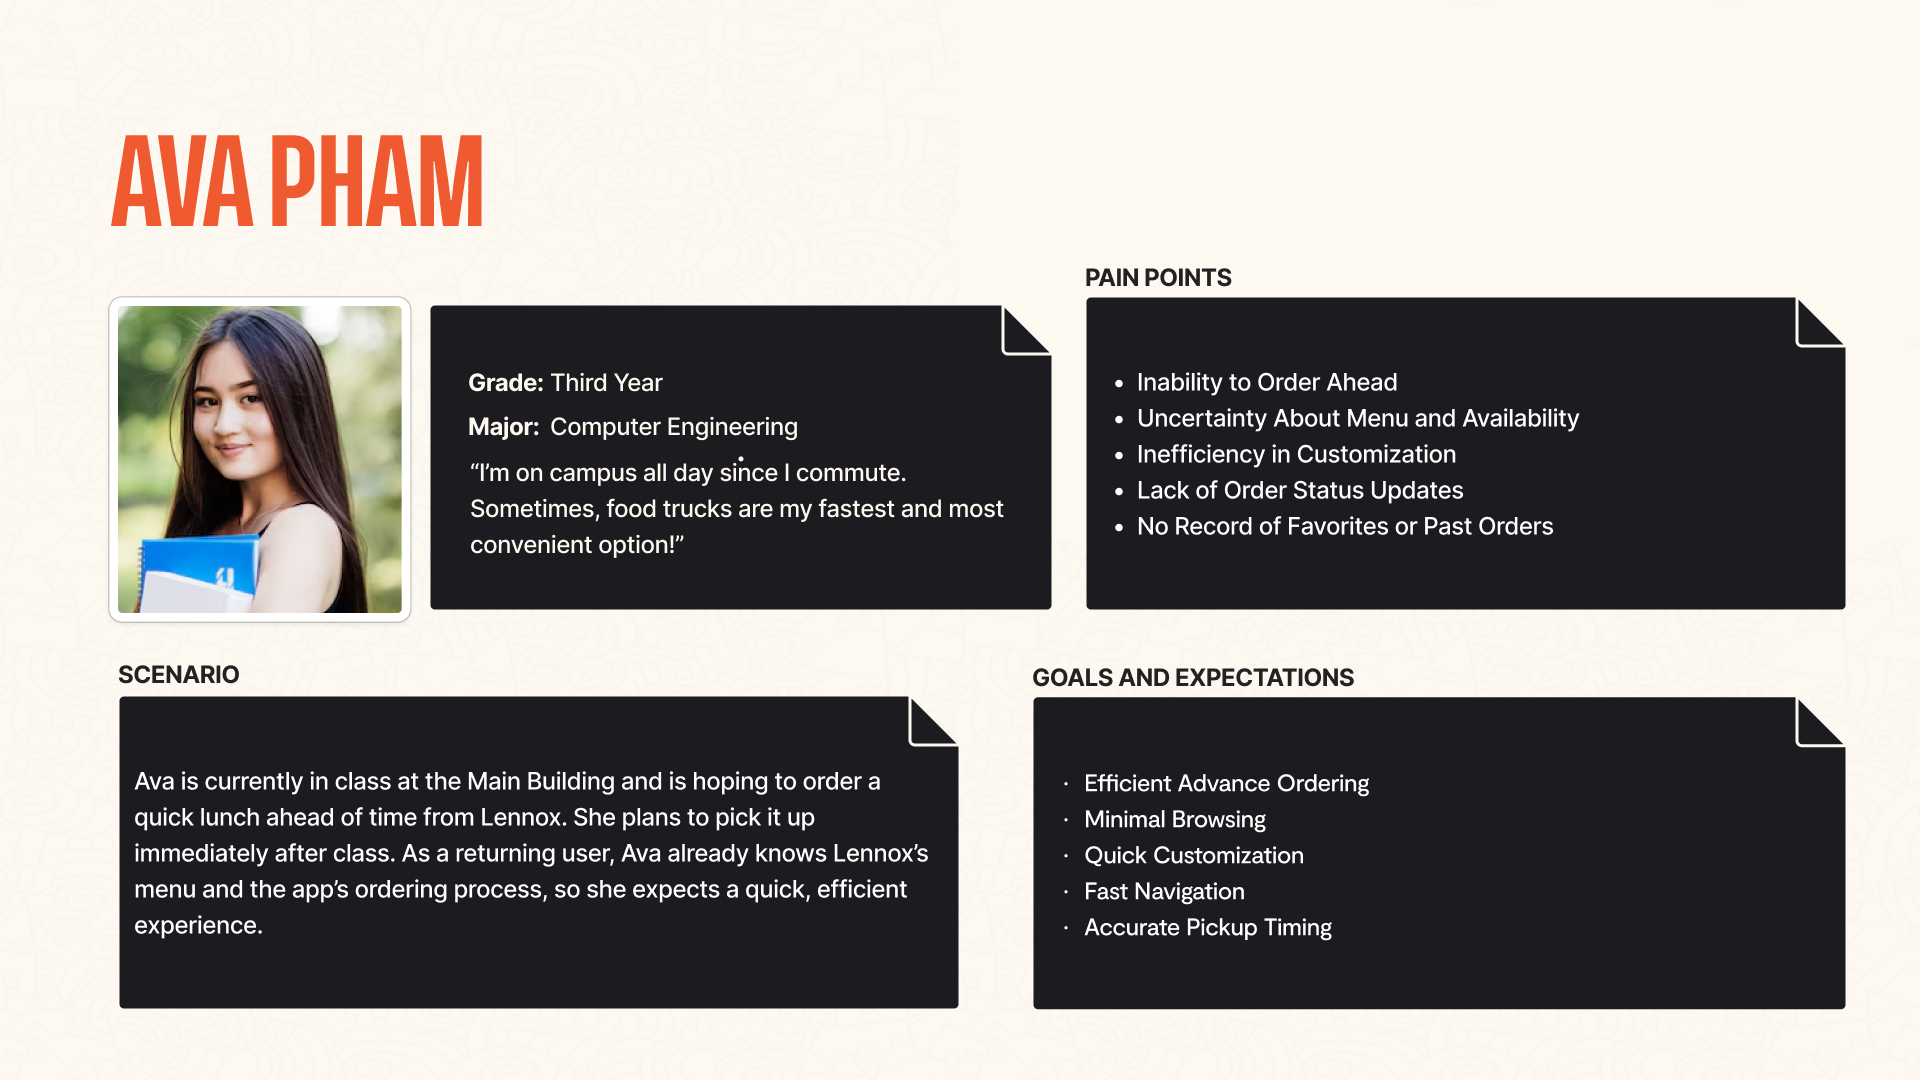 AVA PHAM
Grade: Third Year
Major: Computer Engineering
“I’m on campus all day since I commute.
Sometimes, food trucks are my fastest and most
convenient option!”
PAIN POINTS
• Inability to Order Ahead
• Uncertainty About Menu and Availability
• Inefficiency in Customization
• Lack of Order Status Updates
• No Record of Favorites or Past Orders
SCENARIO
Ava is currently in class at the Main Building and is hoping to order a
quick lunch ahead of time from Lennox. She plans to pick it up
immediately after class. As a returning user, Ava already knows Lennox’s
menu and the app’s ordering process, so she expects a quick, efficient
experience.
GOALS AND EXPECTATIONS
· Efficient Advance Ordering
· Minimal Browsing
· Quick Customization
· Fast Navigation
· Accurate Pickup Timing